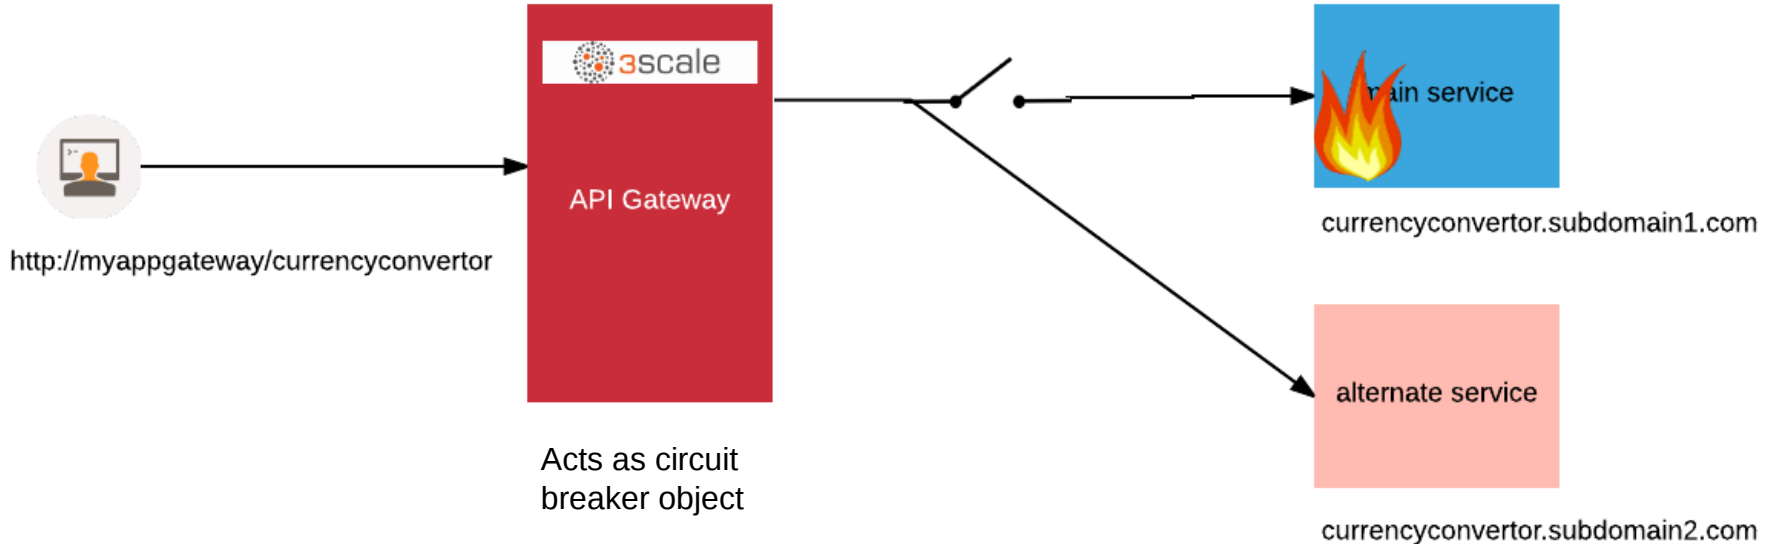 3scale
API Gateway
http://myappgateway/currencyconvertor
Acts as circuit
breaker object
main service
currencyconvertor.subdomain1.com
alternate service
currencyconvertor.subdomain2.com